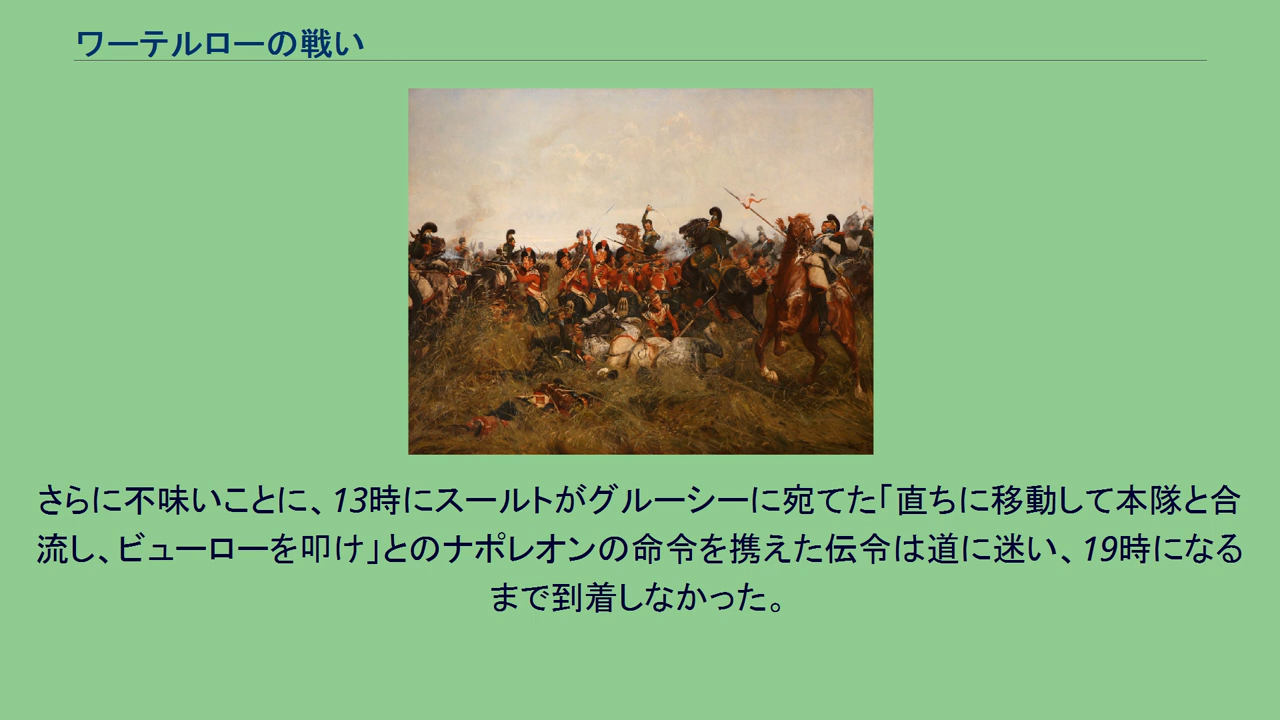 ワーテルローの戦い
さらに不味いことに、13時にスールトがグルーシーに宛てた「直ちに移動して本隊と合
流し、ビューローを叩け」とのナポレオンの命令を携えた伝令は道に迷い、19時になる
まで到着しなかった。